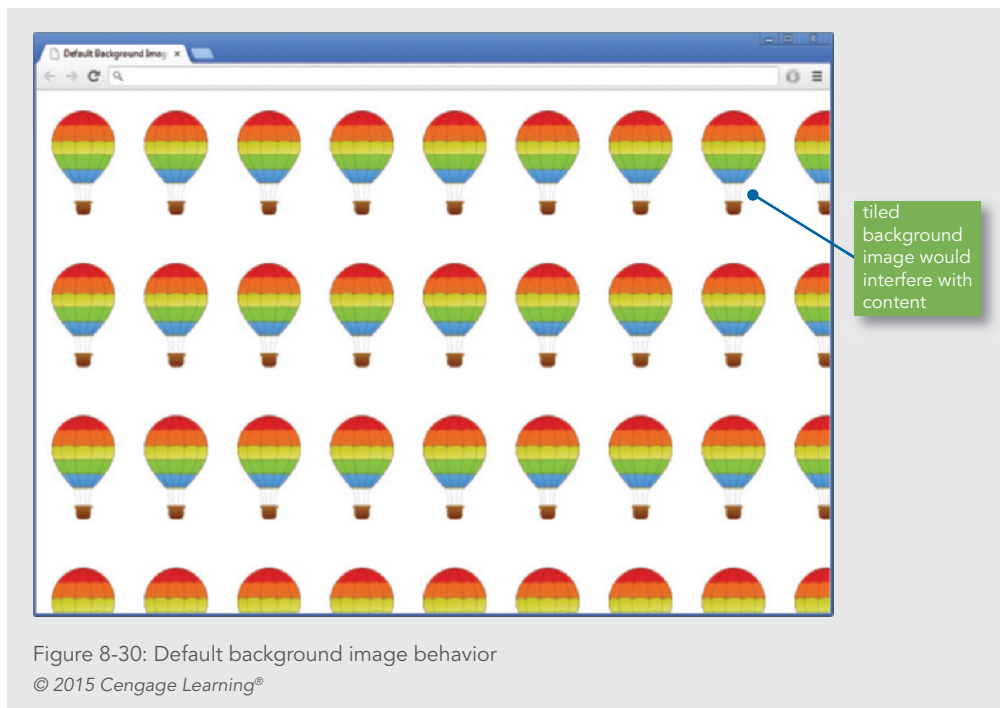 Default Background Imag
tiled
background
image would
interfere with
content
Figure 8-30: Default background image behavior
© 2015 Cengage Learning®